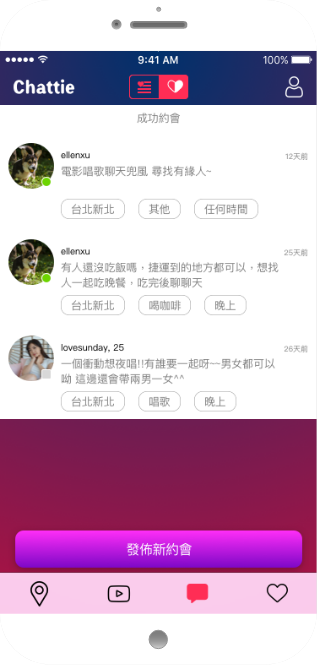 9:41 AM
100%
Chattie
成功約會
ellenxu
12天前
電影唱歌聊天兜風 尋找有緣人~
台北新北
其他
任何時間
ellenxu
25天前
有人還沒吃飯嗎，捷運到的地方都可以，想找
人一起吃晚餐，吃完後聊聊天
台北新北
喝咖啡
晚上
lovesunday, 25
26天前
一個衝動想夜唱!!有誰要一起呀~~男女都可以
呦 這邊還會帶兩男一女^^
台北新北
唱歌
晚上
發佈新約會